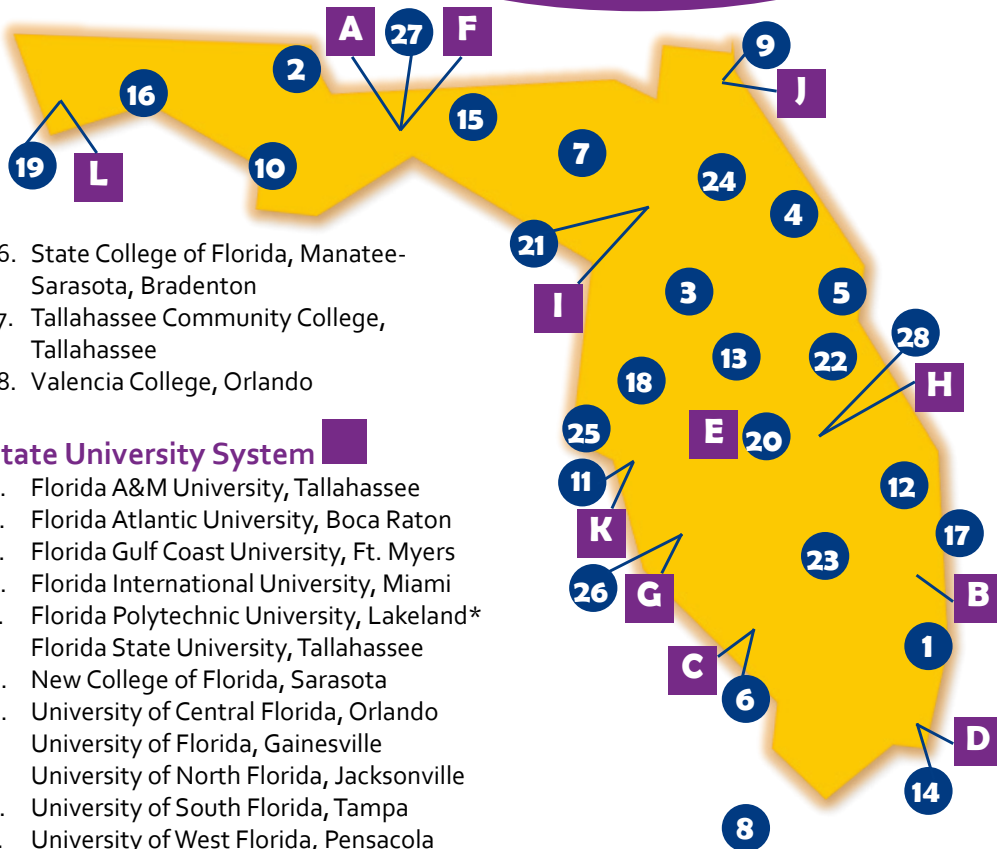 A 27 F
9
2
J
16
15
7
19
L
10
24
4
21
6. State College of Florida, Manatee-
Sarasota, Bradenton
7. Tallahassee Community College,
Tallahassee
8. Valencia College, Orlando
I
3
5
28
13
22
18
H
25
E
20
tate University System
11
12
. Florida A&M University, Tallahassee
. Florida Atlantic University, Boca Raton
. Florida Gulf Coast University, Ft. Myers
. Florida International University, Miami
. Florida Polytechnic University, Lakeland*
Florida State University, Tallahassee
. New College of Florida, Sarasota
. University of Central Florida, Orlando
University of Florida, Gainesville
University of North Florida, Jacksonville
. University of South Florida, Tampa
. University of West Florida, Pensacola
K
17
23
26
G
B
C
1
6
D
14
8